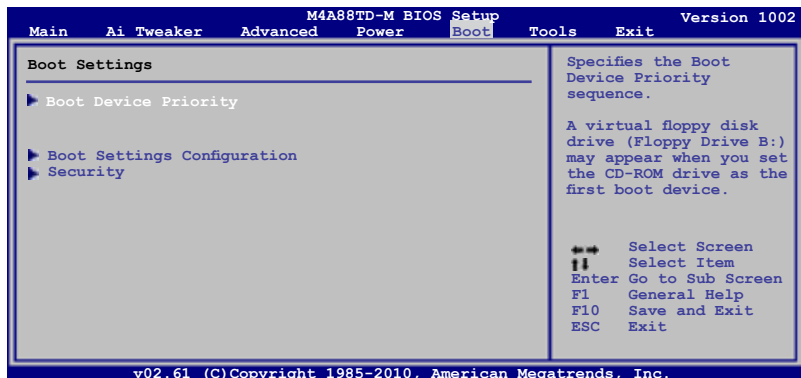 M4A88TD-M BIOS Setup Version 1002
Main Ai Tweaker Advanced Power Boot Tools Exit
Boot Settings
Boot Device Priority
Boot Settings Configuration
Security
Specifies the Boot
Device Priority
sequence.
A virtual floppy disk
drive (Floppy Drive B:)
may appear when you set
the CD-ROM drive as the
first boot device.
Select Screen
Select Item
Enter Go to Sub Screen
F1 General Help
F10 Save and Exit
ESC Exit
v02.61 (C)Copyright 1985-2010, American Megatrends, Inc.